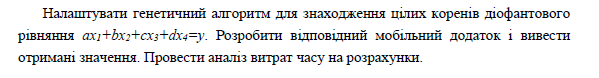 Налаштувати генетичний алгоритм для знаходження цілих коренів діофантового
рівняння ax₁+bx₂+cx₃+dx₄=y. Розробити відповідний мобільний додаток і вивести
отримані значення. Провести аналіз витрат часу на розрахунки.